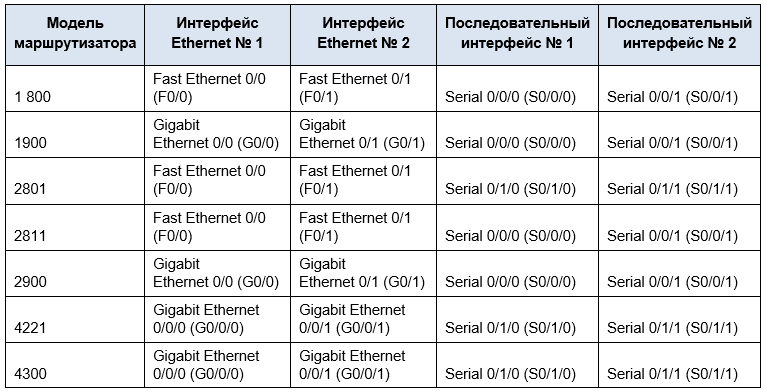 Модель маршрутизатора
Интерфейс Ethernet № 1
Интерфейс Ethernet № 2
Последовательный интерфейс № 1
Последовательный интерфейс № 2
1 800
Fast Ethernet 0/0 (F0/0)
Fast Ethernet 0/1 (F0/1)
Serial 0/0/0 (S0/0/0)
Serial 0/0/1 (S0/0/1)
1900
Gigabit Ethernet 0/0 (G0/0)
Gigabit Ethernet 0/1 (G0/1)
Serial 0/0/0 (S0/0/0)
Serial 0/0/1 (S0/0/1)
2801
Fast Ethernet 0/0 (F0/0)
Fast Ethernet 0/1 (F0/1)
Serial 0/1/0 (S0/1/0)
Serial 0/1/1 (S0/1/1)
2811
Fast Ethernet 0/0 (F0/0)
Fast Ethernet 0/1 (F0/1)
Serial 0/0/0 (S0/0/0)
Serial 0/0/1 (S0/0/1)
2900
Gigabit Ethernet 0/0 (G0/0)
Gigabit Ethernet 0/1 (G0/1)
Serial 0/0/0 (S0/0/0)
Serial 0/0/1 (S0/0/1)
4221
Gigabit Ethernet 0/0/0 (G0/0/0)
Gigabit Ethernet 0/0/1 (G0/0/1)
Serial 0/1/0 (S0/1/0)
Serial 0/1/1 (S0/1/1)
4300
Gigabit Ethernet 0/0/0 (G0/0/0)
Gigabit Ethernet 0/0/1 (G0/0/1)
Serial 0/1/0 (S0/1/0)
Serial 0/1/1 (S0/1/1)